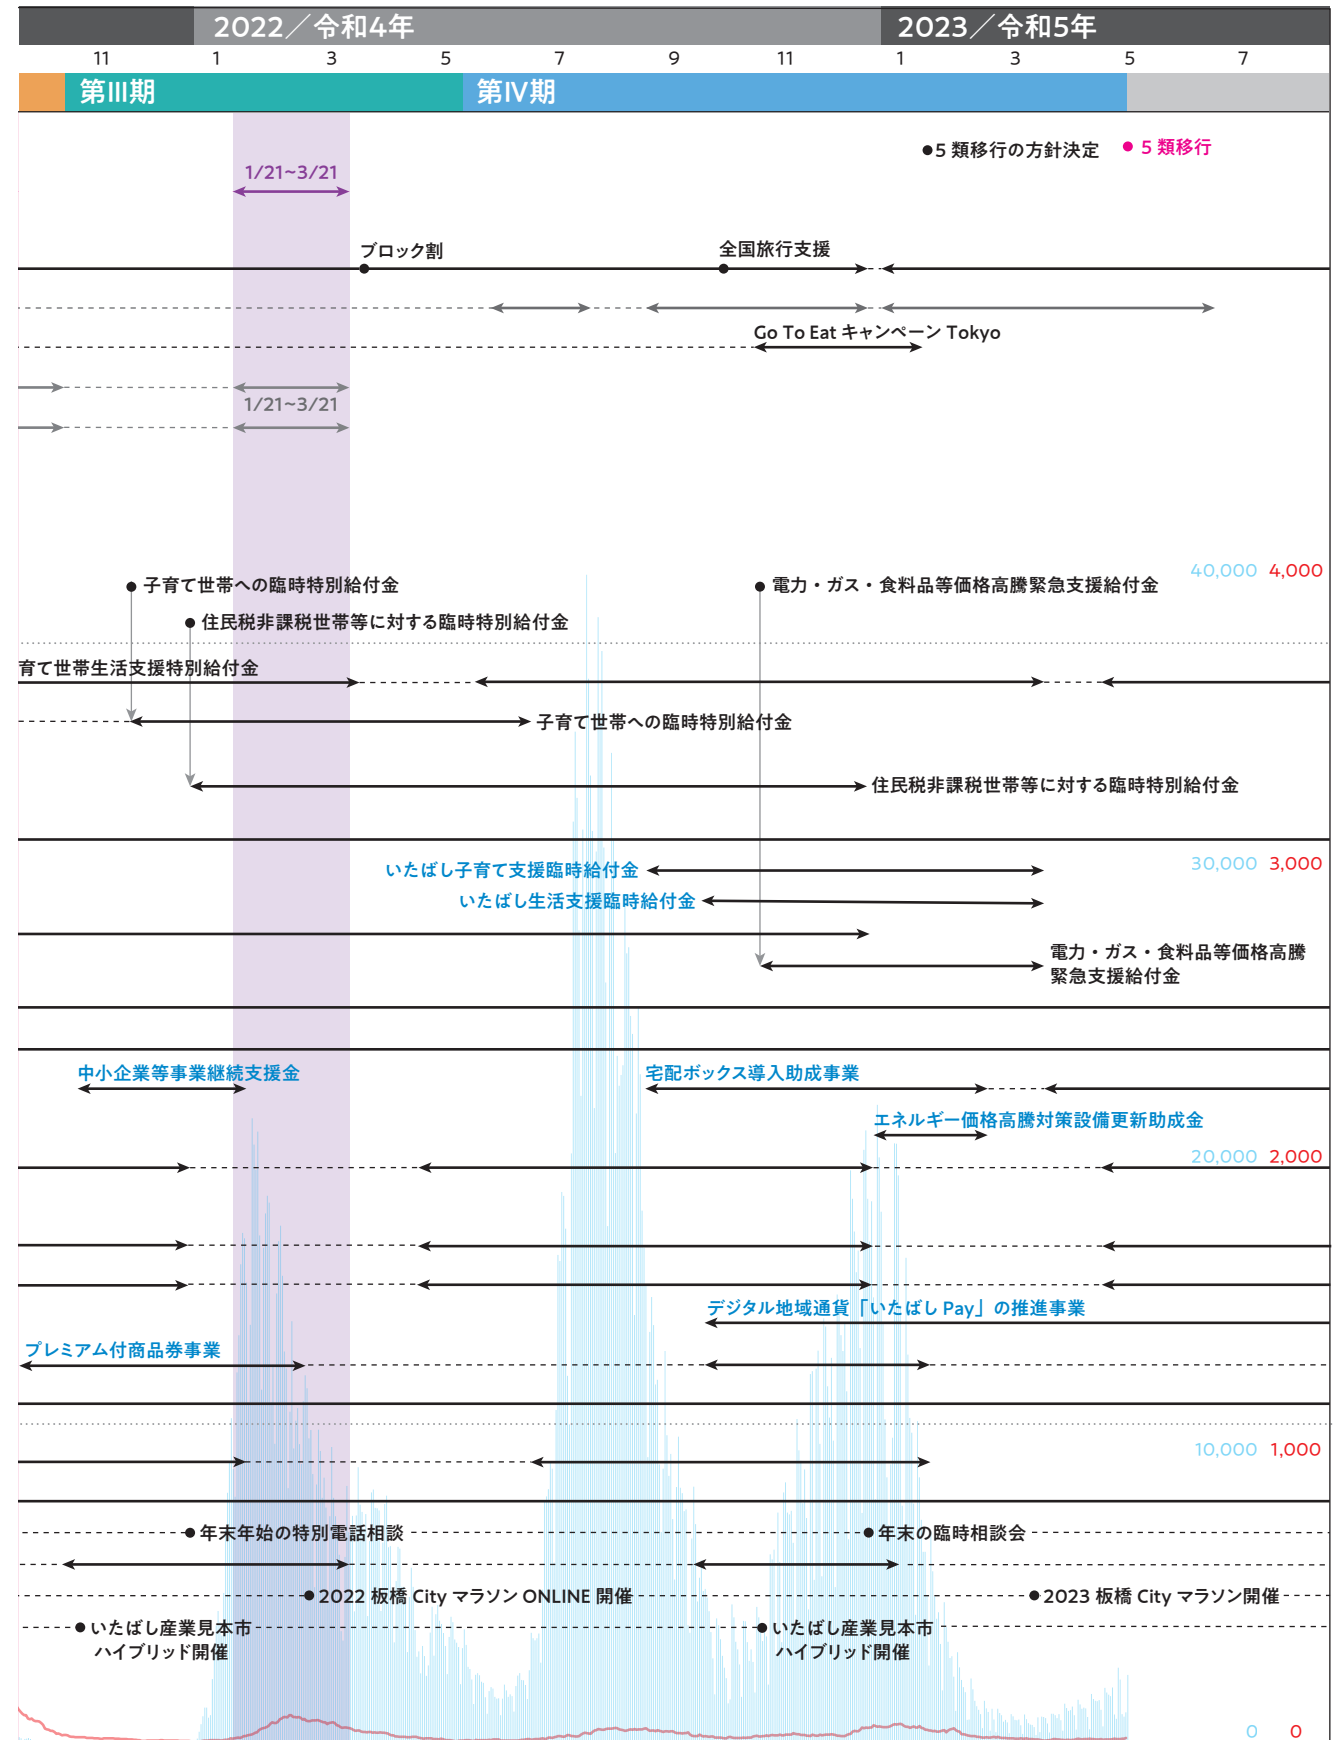 2022／令和4年
2023／令和5年
11 1 3 5 7 9 11 1 3 5 7
第III期
第IV期
●5 類移行の方針決定
● 5 類移行
1/21~3/21
ブロック割
全国旅行支援
Go To Eat キャンペーン Tokyo
1/21~3/21
40,000 4,000
子育て世帯への臨時特別給付金
電力・ガス・食料品等価格高騰緊急支援給付金
住民税非課税世帯等に対する臨時特別給付金
育て世帯生活支援特別給付金
子育て世帯への臨時特別給付金
住民税非課税世帯等に対する臨時特別給付金
30,000 3,000
いたばし子育て支援臨時給付金
いたばし生活支援臨時給付金
電力・ガス・食料品等価格高騰
緊急支援給付金
中小企業等事業継続支援金
宅配ボックス導入助成事業
エネルギー価格高騰対策設備更新助成金
20,000 2,000
デジタル地域通貨「いたばし Pay」の推進事業
プレミアム付商品券事業
10,000 1,000
年末年始の特別電話相談
年末の臨時相談会
2022 板橋 City マラソン ONLINE 開催
2023 板橋 City マラソン開催
いたばし産業見本市
ハイブリッド開催
いたばし産業見本市
ハイブリッド開催
0 0